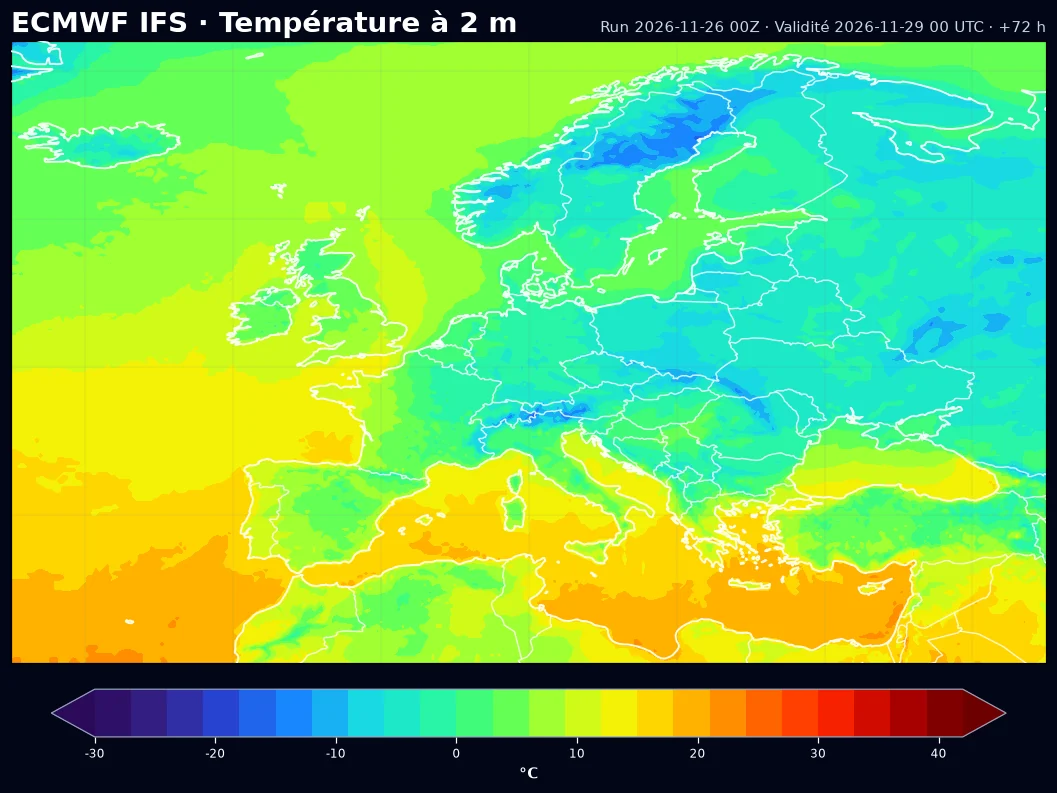 ECMWF IFS · Température à 2 m
Run 2026-11-26 00Z · Validité 2026-11-29 00 UTC · +72 h
-30 -20 -10 0 10 20 30 40
°C